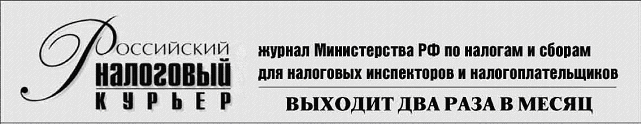 Российский
НАЛОГОВЫЙ
КУРЬЕР
журнал Министерства РФ по налогам и сборам
для налоговых инспекторов и налогоплательщиков
ВЫХОДИТ ДВА РАЗА В МЕСЯЦ